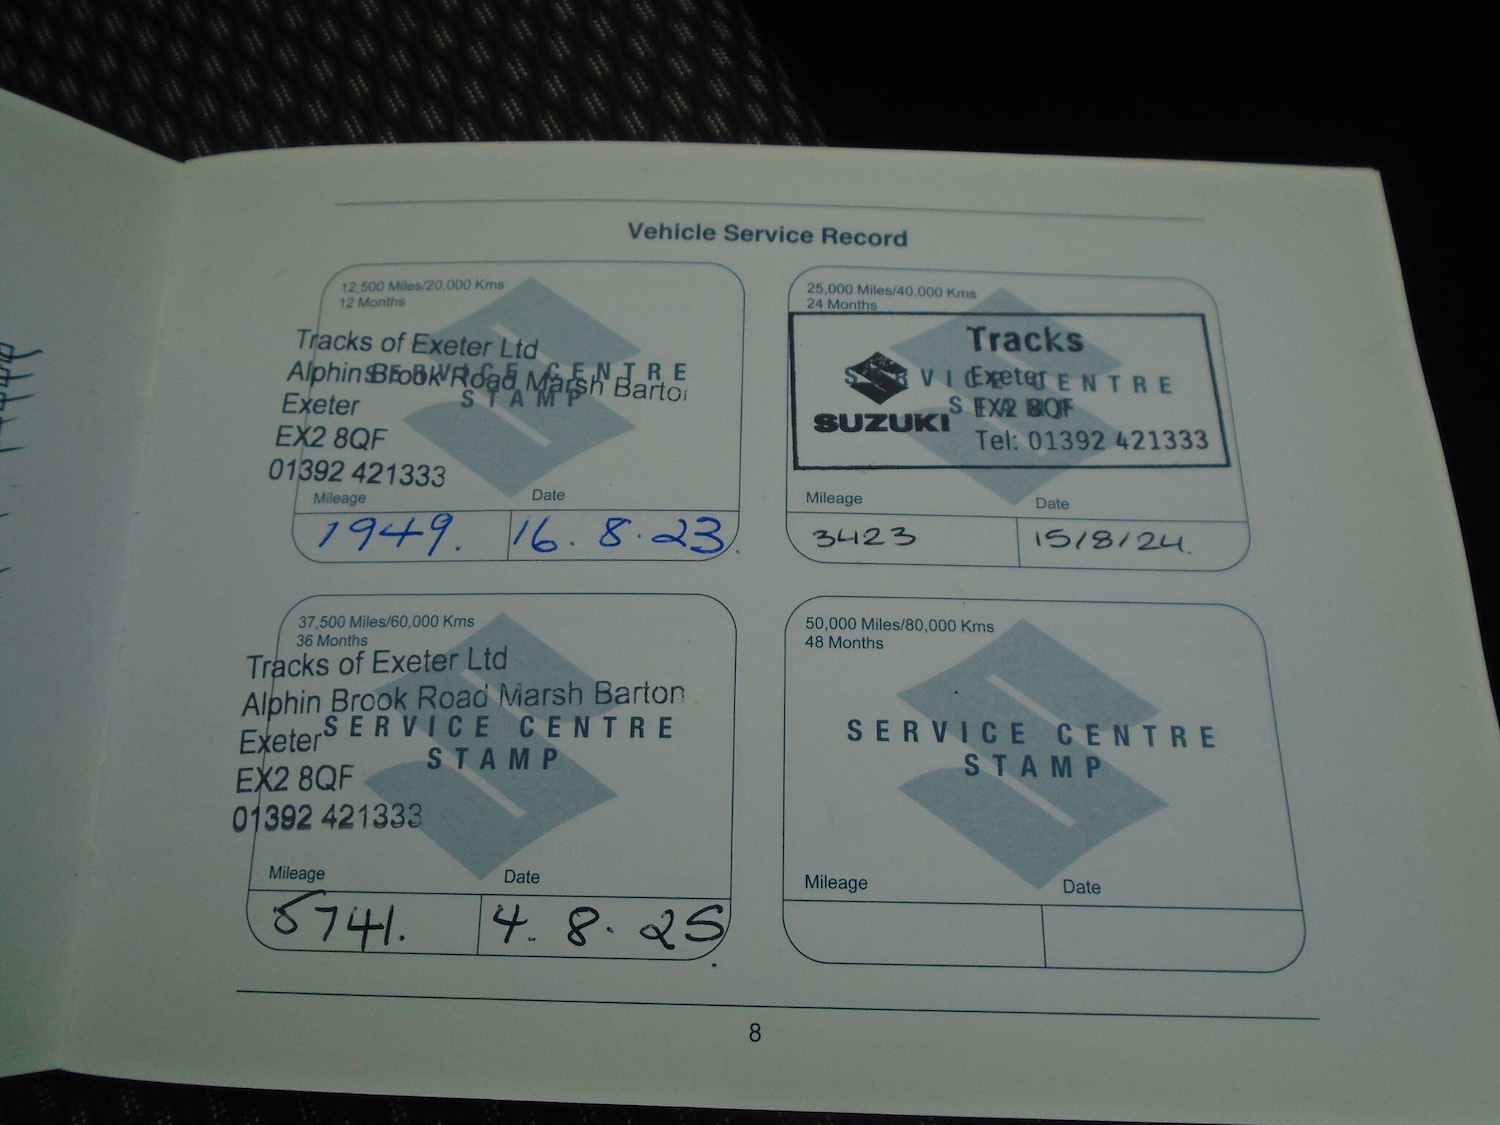 Vehicle Service Record
12,500 Miles/20,000 Kms
12 Months
Tracks of Exeter Ltd
Alphin Brook Road Marsh Barton
SERVICE CENTRE
STAMP
Exeter
EX2 8QF
01392 421333
Mileage Date
1949. 16.8.23.
25,000 Miles/40,000 Kms
24 Months
Tracks
Exeter
SERVICE CENTRE
STAMP
EX2 8QF
SUZUKI
Tel: 01392 421333
Mileage Date
3423 15/8/24.
37,500 Miles/60,000 Kms
36 Months
Tracks of Exeter Ltd
Alphin Brook Road Marsh Barton
SERVICE CENTRE
Exeter
STAMP
EX2 8QF
01392 421333
Mileage Date
5741. 4.8.25
50,000 Miles/80,000 Kms
48 Months
SERVICE CENTRE
STAMP
Mileage Date
8